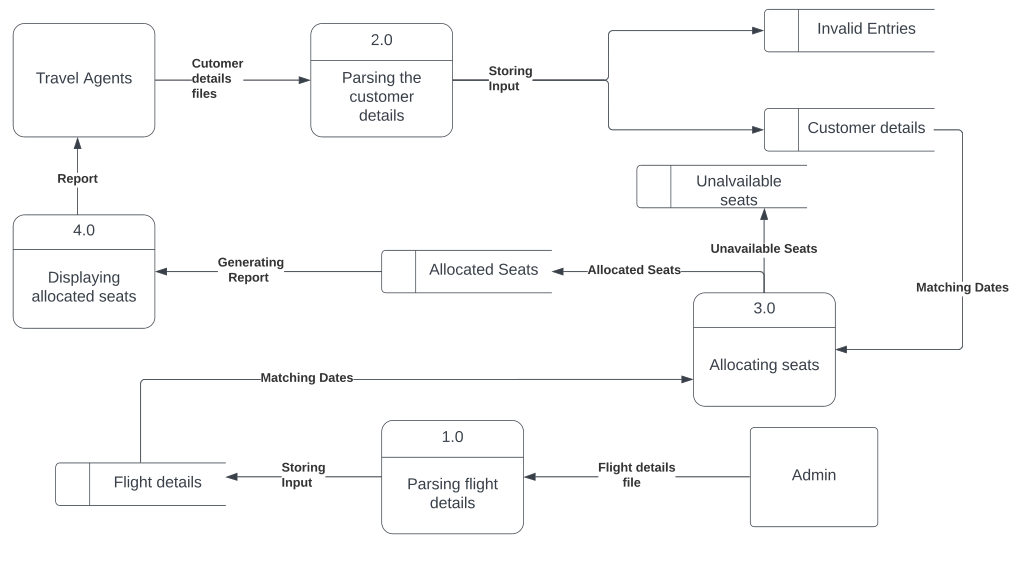 Travel Agents
Cutomer
details
files
2.0
Parsing the
customer
details
Storing
Input
Invalid Entries
Customer details
Unalvailable
seats
Report
4.0
Displaying
allocated seats
Generating
Report
Allocated Seats
Allocated Seats
Unavailable Seats
Matching Dates
3.0
Allocating seats
Matching Dates
1.0
Parsing flight
details
Flight details
Storing
Input
Flight details
file
Admin